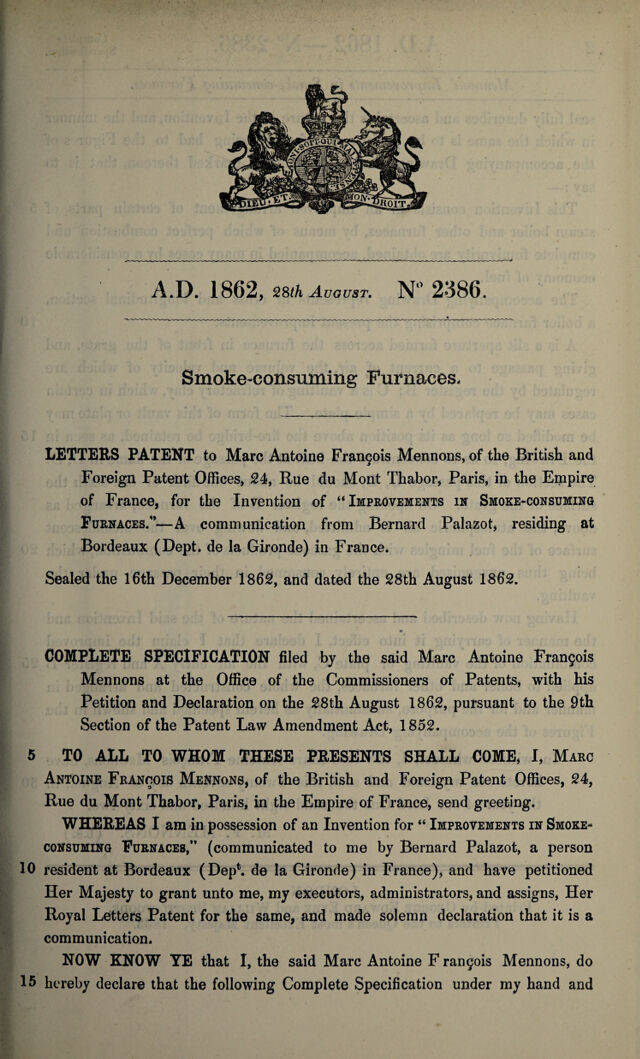 DIEU·ET MON·DROIT.
A.D. 1862, 28th August. Nº 2386.
Smoke-consuming Furnaces.
LETTERS PATENT to Marc Antoine François Mennons, of the British and
Foreign Patent Offices, 24, Rue du Mont Thabor, Paris, in the Empire
of France, for the Invention of “Improvements in Smoke-consuming
Furnaces.”—A communication from Bernard Palazot, residing at
Bordeaux (Dept. de la Gironde) in France.
Sealed the 16th December 1862, and dated the 28th August 1862.
COMPLETE SPECIFICATION filed by the said Marc Antoine François
Mennons at the Office of the Commissioners of Patents, with his
Petition and Declaration on the 28th August 1862, pursuant to the 9th
Section of the Patent Law Amendment Act, 1852.
5 TO ALL TO WHOM THESE PRESENTS SHALL COME, I, Marc
Antoine François Mennons, of the British and Foreign Patent Offices, 24,
Rue du Mont Thabor, Paris, in the Empire of France, send greeting.
WHEREAS I am in possession of an Invention for “Improvements in Smoke-
consuming Furnaces,” (communicated to me by Bernard Palazot, a person
10 resident at Bordeaux (Depᵗ. de la Gironde) in France), and have petitioned
Her Majesty to grant unto me, my executors, administrators, and assigns, Her
Royal Letters Patent for the same, and made solemn declaration that it is a
communication.
NOW KNOW YE that I, the said Marc Antoine François Mennons, do
15 hereby declare that the following Complete Specification under my hand and